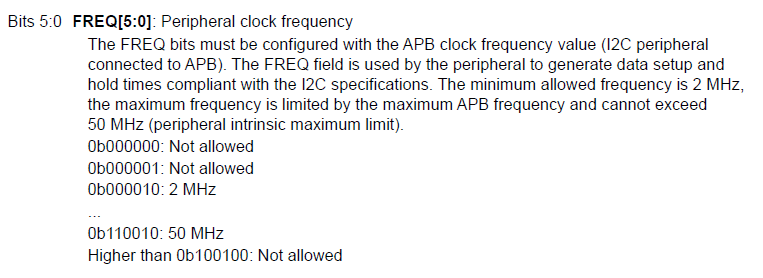 Bits 5:0 FREQ[5:0]: Peripheral clock frequency
The FREQ bits must be configured with the APB clock frequency value (I2C peripheral
connected to APB). The FREQ field is used by the peripheral to generate data setup and
hold times compliant with the I2C specifications. The minimum allowed frequency is 2 MHz,
the maximum frequency is limited by the maximum APB frequency and cannot exceed
50 MHz (peripheral intrinsic maximum limit).
0b000000: Not allowed
0b000001: Not allowed
0b000010: 2 MHz
...
0b110010: 50 MHz
Higher than 0b100100: Not allowed